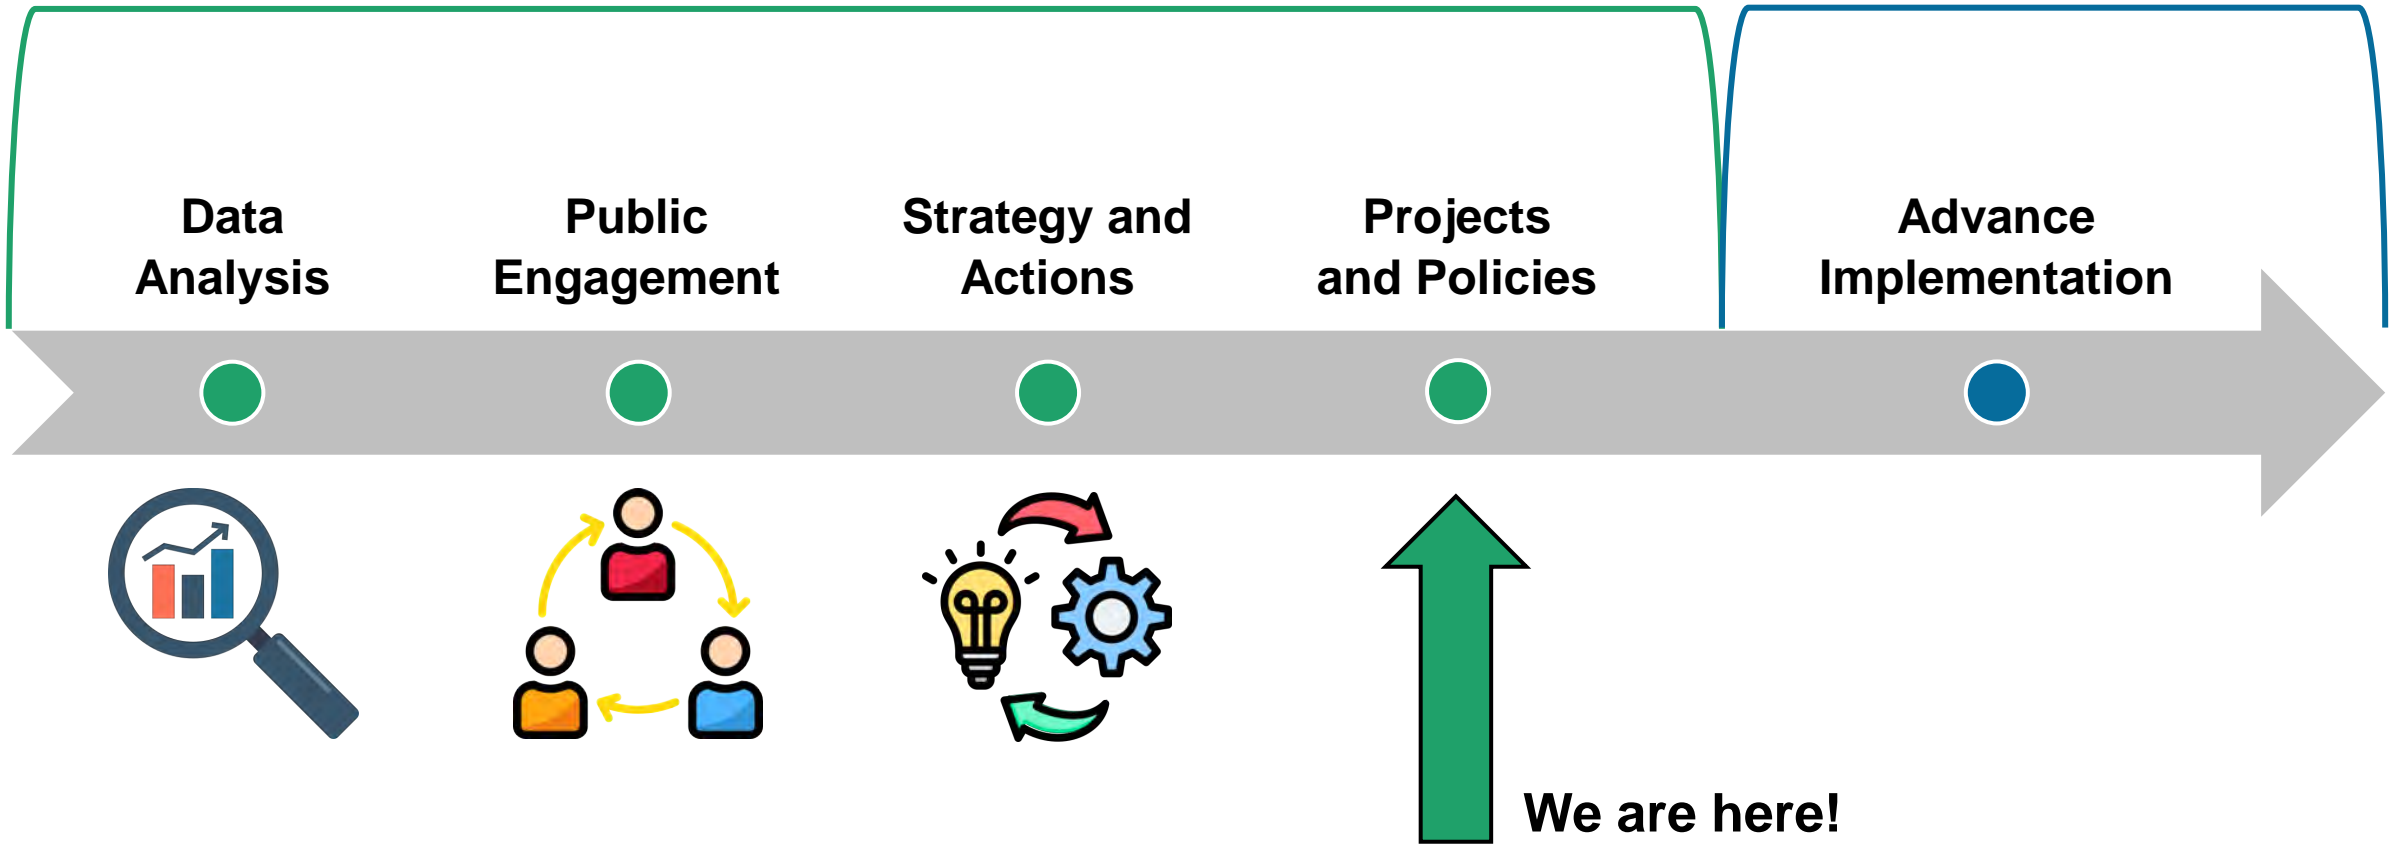 Data
Analysis
Public
Engagement
Strategy and
Actions
Projects
and Policies
Advance
Implementation
We are here!